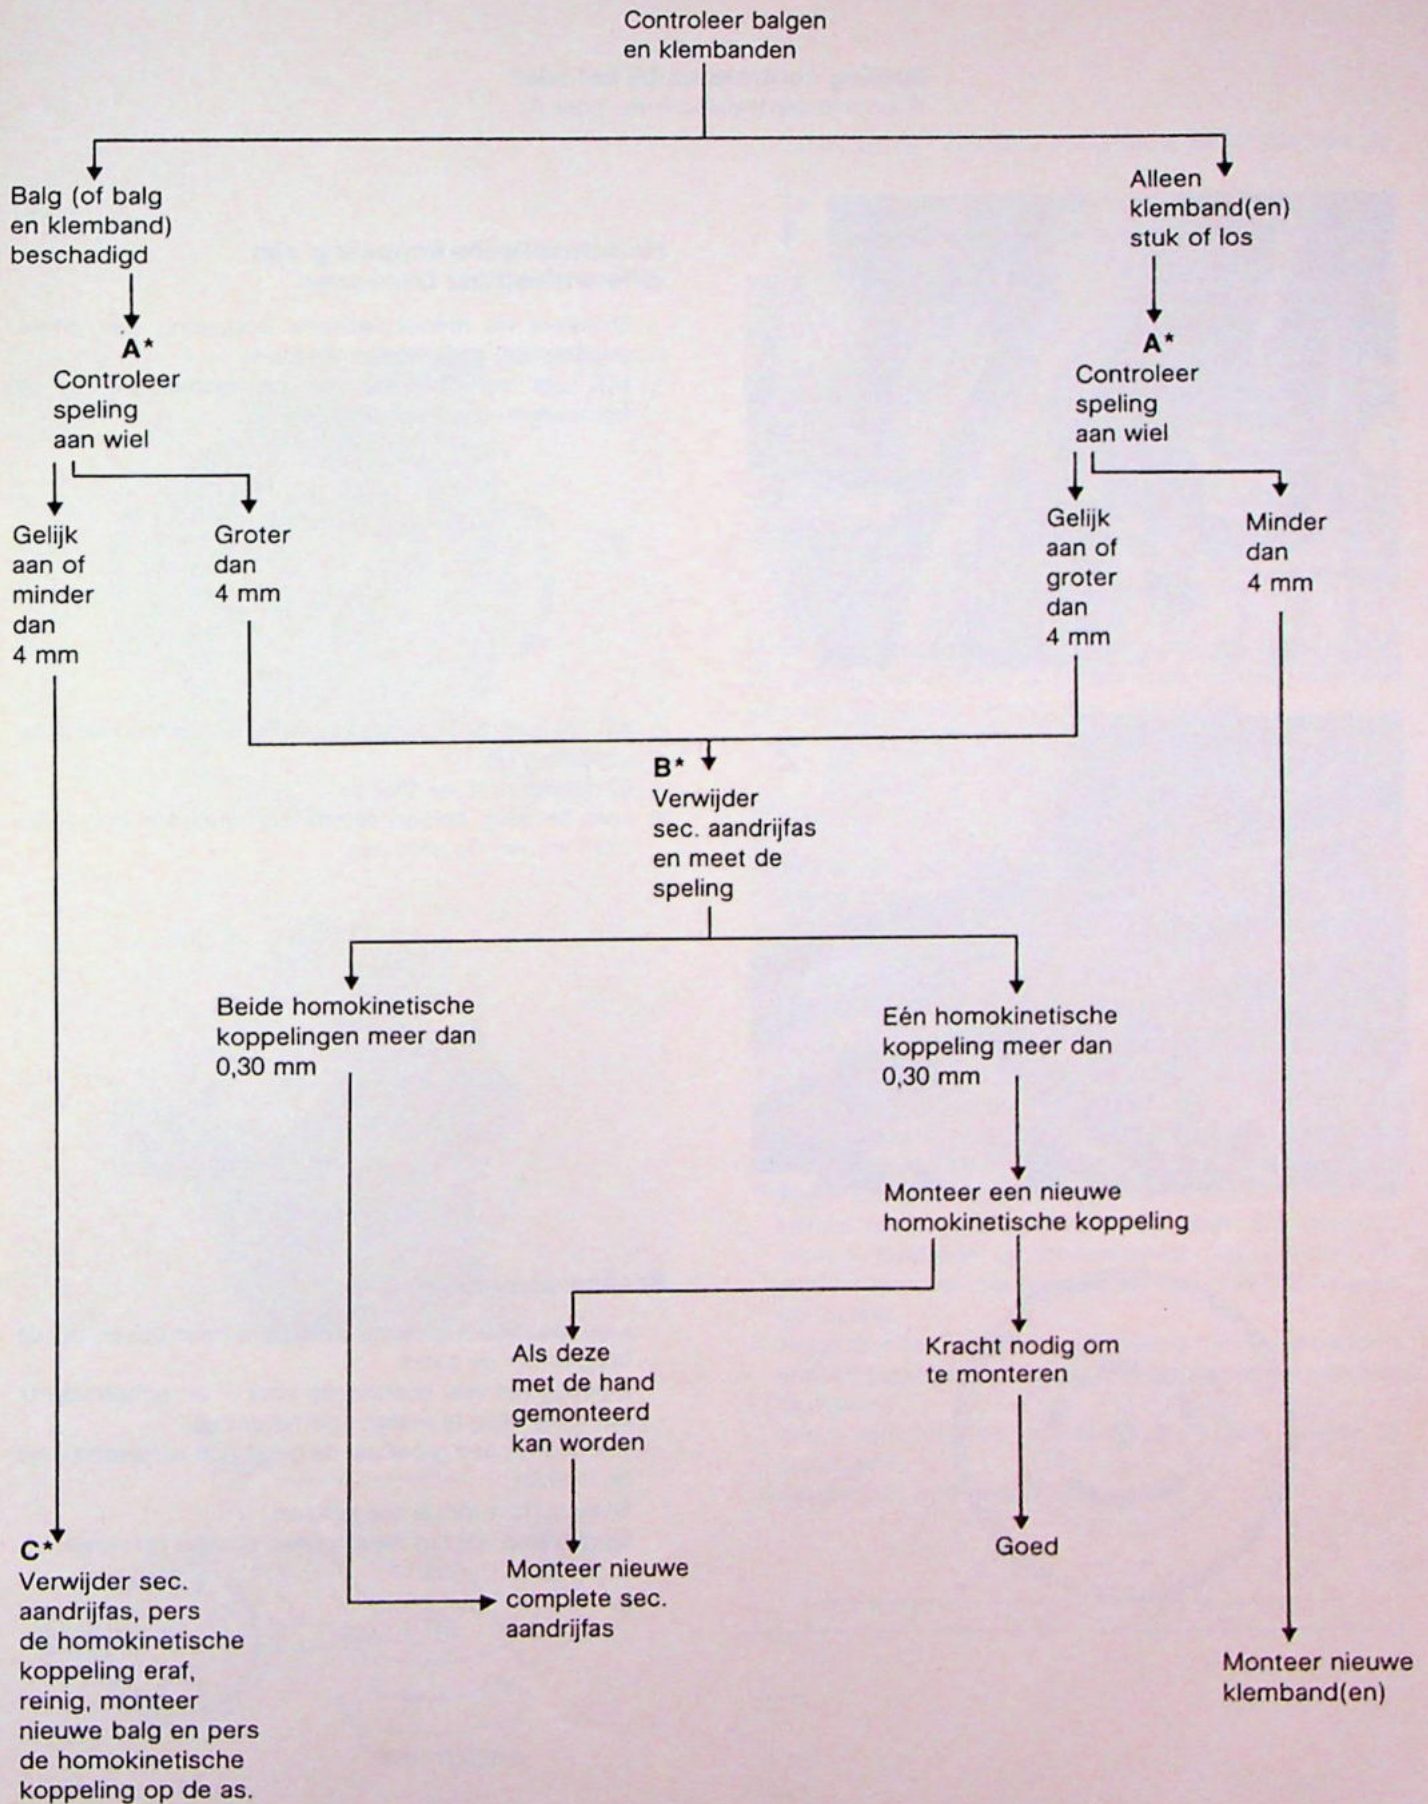 Controleer balgen
en klembanden
Balg (of balg
en klemband)
beschadigd
Alleen
klemband(en)
stuk of los
A*
Controleer
speling
aan wiel
A*
Controleer
speling
aan wiel
Gelijk
aan of
minder
dan
4 mm
Groter
dan
4 mm
Gelijk
aan of
groter
dan
4 mm
Minder
dan
4 mm
B*
Verwijder
sec. aandrijfas
en meet de
speling
Beide homokinetische
koppelingen meer dan
0,30 mm
Eén homokinetische
koppeling meer dan
0,30 mm
Monteer een nieuwe
homokinetische koppeling
Als deze
met de hand
gemonteerd
kan worden
Kracht nodig om
te monteren
Goed
C*
Verwijder sec.
aandrijfas, pers
de homokinetische
koppeling eraf,
reinig, monteer
nieuwe balg en pers
de homokinetische
koppeling op de as.
Monteer nieuwe
complete sec.
aandrijfas
Monteer nieuwe
klemband(en)